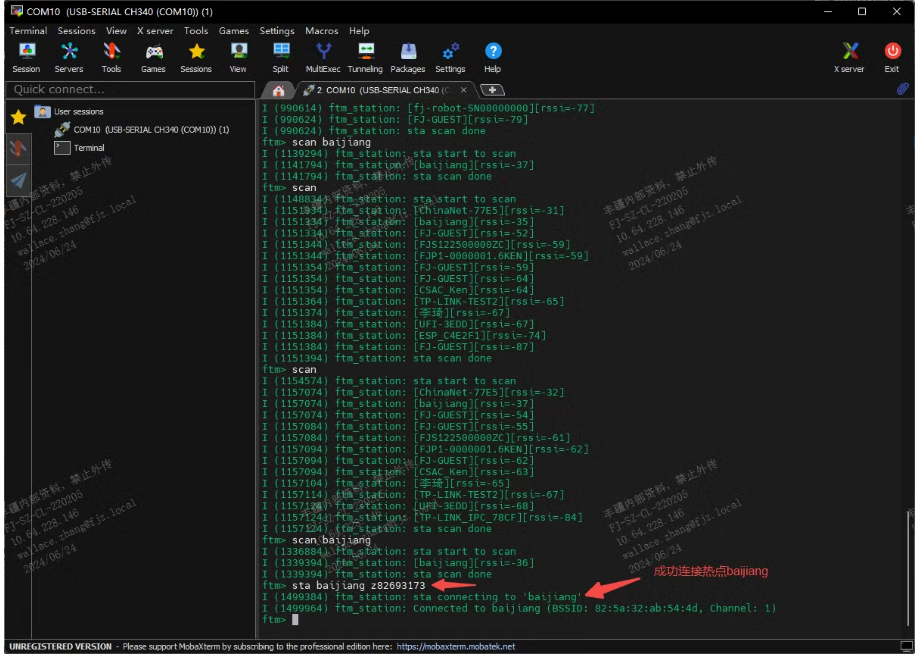 COM10 (USB-SERIAL CH340 (COM10)) (1)
Terminal Sessions View X server Tools Games Settings Macros Help
Session Servers Tools Games Sessions View Split MultiExec Tunneling Packages Settings Help X server Exit
Quick connect...
2. COM10 (USB-SERIAL CH340 (C
User sessions
COM10 (USB-SERIAL CH340 (COM10)) (1)
Terminal
I (990614) ftm_station: [fj-robot-SN00000000][rssi=-77]
I (990624) ftm_station: [FJ-GUEST][rssi=-79]
I (990624) ftm_station: sta scan done
ftm> scan baijiang
I (1139294) ftm_station: sta start to scan
I (1141794) ftm_station: [baijiang][rssi=-37]
I (1141794) ftm_station: sta scan done
ftm> scan
I (1148834) ftm_station: sta start to scan
I (1151334) ftm_station: [ChinaNet-77E5][rssi=-31]
I (1151334) ftm_station: [baijiang][rssi=-35]
I (1151334) ftm_station: [FJ-GUEST][rssi=-52]
I (1151344) ftm_station: [FJS122500000ZC][rssi=-59]
I (1151344) ftm_station: [FJP1-0000001.6KEN][rssi=-59]
I (1151354) ftm_station: [FJ-GUEST][rssi=-59]
I (1151354) ftm_station: [FJ-GUEST][rssi=-64]
I (1151354) ftm_station: [CSAC_Ken][rssi=-64]
I (1151364) ftm_station: [TP-LINK-TEST2][rssi=-65]
I (1151374) ftm_station: [李琦][rssi=-67]
I (1151384) ftm_station: [UFI-3EDD][rssi=-67]
I (1151384) ftm_station: [ESP_C4E2F1][rssi=-74]
I (1151384) ftm_station: [FJ-GUEST][rssi=-87]
I (1151394) ftm_station: sta scan done
ftm> scan
I (1154574) ftm_station: sta start to scan
I (1157074) ftm_station: [ChinaNet-77E5][rssi=-32]
I (1157074) ftm_station: [baijiang][rssi=-37]
I (1157074) ftm_station: [FJ-GUEST][rssi=-54]
I (1157084) ftm_station: [FJ-GUEST][rssi=-55]
I (1157084) ftm_station: [FJS122500000ZC][rssi=-61]
I (1157094) ftm_station: [FJP1-0000001.6KEN][rssi=-62]
I (1157094) ftm_station: [FJ-GUEST][rssi=-62]
I (1157094) ftm_station: [CSAC_Ken][rssi=-63]
I (1157104) ftm_station: [李琦][rssi=-65]
I (1157114) ftm_station: [TP-LINK-TEST2][rssi=-67]
I (1157124) ftm_station: [UFI-3EDD][rssi=-68]
I (1157124) ftm_station: [TP-LINK_IPC_78CF][rssi=-84]
I (1157124) ftm_station: sta scan done
ftm> scan baijiang
I (1336884) ftm_station: sta start to scan
I (1339394) ftm_station: [baijiang][rssi=-36]
I (1339394) ftm_station: sta scan done
ftm> sta baijiang z82693173
成功连接热点baijiang
I (1499384) ftm_station: sta connecting to 'baijiang'
I (1499964) ftm_station: Connected to baijiang (BSSID: 82:5a:32:ab:54:4d, Channel: 1)
ftm>
丰疆内部资料，禁止外传
FJ-SZ-CL-220205
10.64.228.146
wallace.zhang@fjz.local
2024/06/24
UNREGISTERED VERSION - Please support MobaXterm by subscribing to the professional edition here: https://mobaxterm.mobatek.net